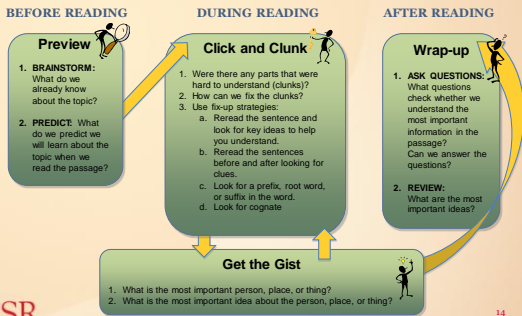 BEFORE READING
Preview
1. BRAINSTORM:
What do we
already know
about the topic?
2. PREDICT: What
do we predict we
will learn about the
topic when we
read the passage?
DURING READING
Click and Clunk
1. Were there any parts that were
hard to understand (clunks)?
2. How can we fix the clunks?
3. Use fix-up strategies:
a. Reread the sentence and
look for key ideas to help
you understand.
b. Reread the sentences
before and after looking for
clues.
c. Look for a prefix, root word,
or suffix in the word.
d. Look for cognate
AFTER READING
Wrap-up
1. ASK QUESTIONS:
What questions
check whether we
understand the
most important
information in the
passage?
Can we answer the
questions?
2. REVIEW:
What are the most
important ideas?
Get the Gist
1. What is the most important person, place, or thing?
2. What is the most important idea about the person, place, or thing?
SR
14